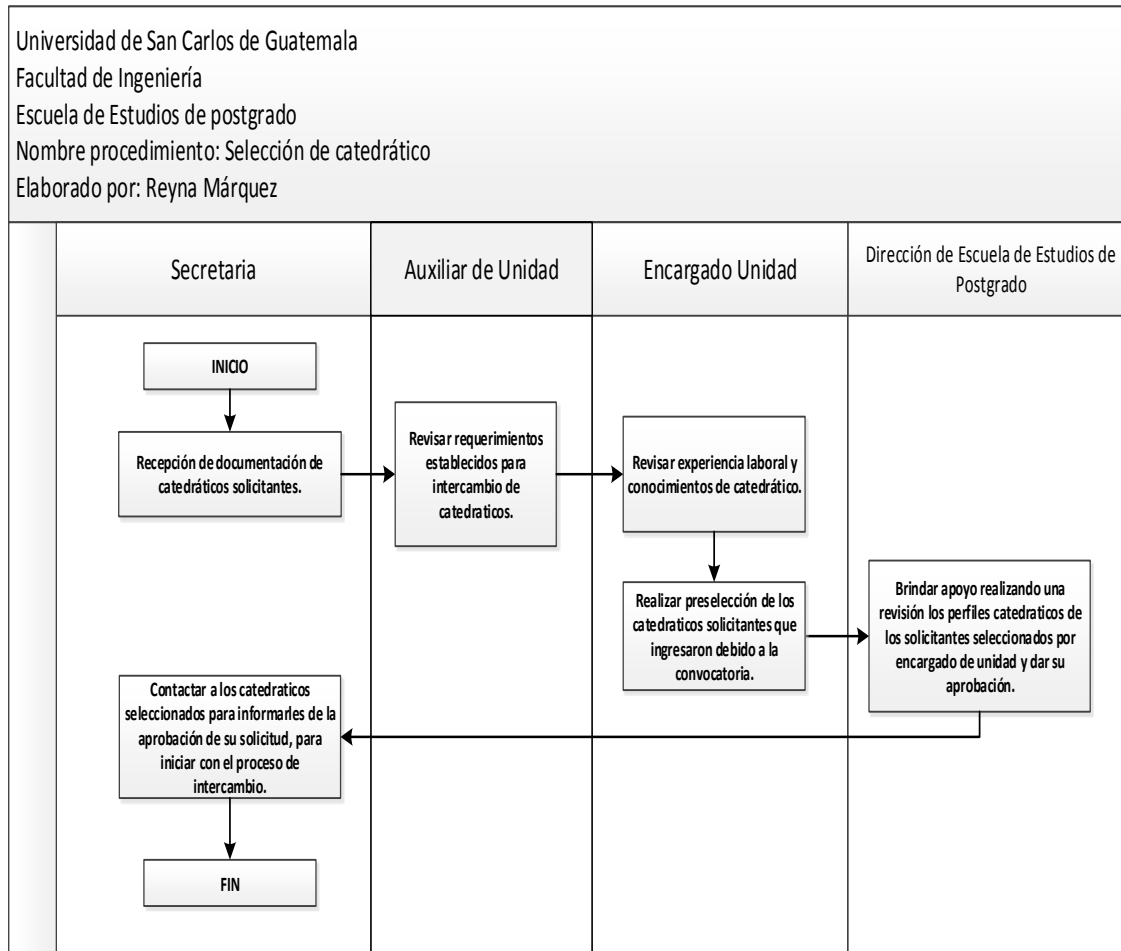 Universidad de San Carlos de Guatemala
Facultad de Ingeniería
Escuela de Estudios de postgrado
Nombre procedimiento: Selección de catedrático
Elaborado por: Reyna Márquez
Secretaria
Auxiliar de Unidad
Encargado Unidad
Dirección de Escuela de Estudios de
Postgrado
INICIO
Recepción de documentación de
catedráticos solicitantes.
Revisar requerimientos
establecidos para
intercambio de
catedraticos.
Revisar experiencia laboral y
conocimientos de catedrático.
Realizar preselección de los
catedraticos solicitantes que
ingresaron debido a la
convocatoria.
Brindar apoyo realizando una
revisión los perfiles catedraticos de
los solicitantes seleccionados por
encargado de unidad y dar su
aprobación.
Contactar a los catedraticos
seleccionados para informarles de la
aprobación de su solicitud, para
iniciar con el proceso de
intercambio.
FIN